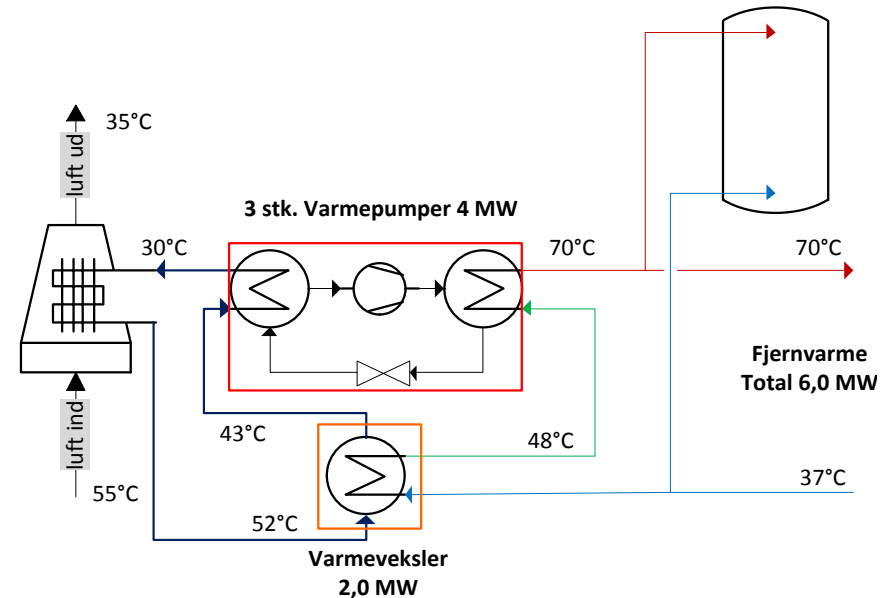 35°C
luft ud
3 stk. Varmepumper 4 MW
30°C
70°C
70°C
Fjernvarme
Total 6,0 MW
luft ind
43°C
48°C
55°C
37°C
52°C
Varmeveksler
2,0 MW